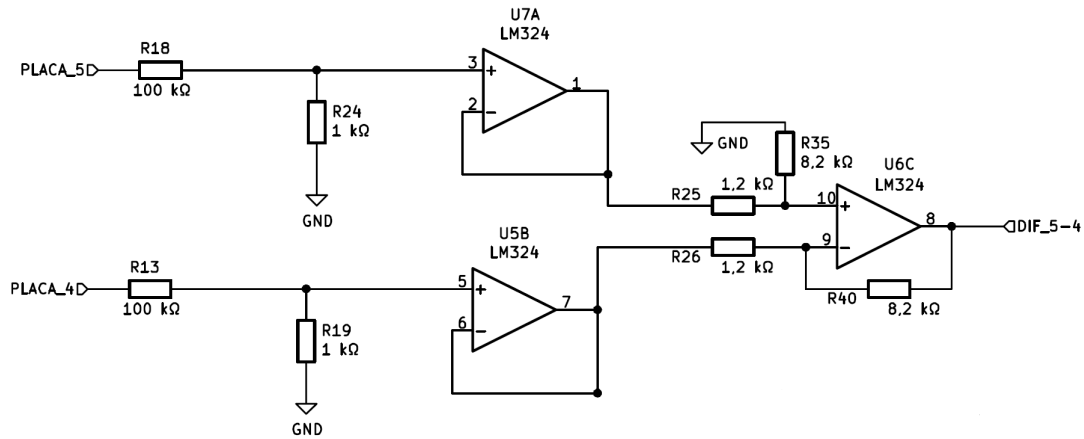 U7A
LM324
R18
PLACA_5
100 kΩ
3
+
1
2
−
R24
1 kΩ
GND
GND
R35
8,2 kΩ
U6C
LM324
R25
1,2 kΩ
10
+
8
DIF_5-4
9
−
R26
1,2 kΩ
R40
8,2 kΩ
U5B
LM324
R13
PLACA_4
100 kΩ
5
+
7
6
−
R19
1 kΩ
GND